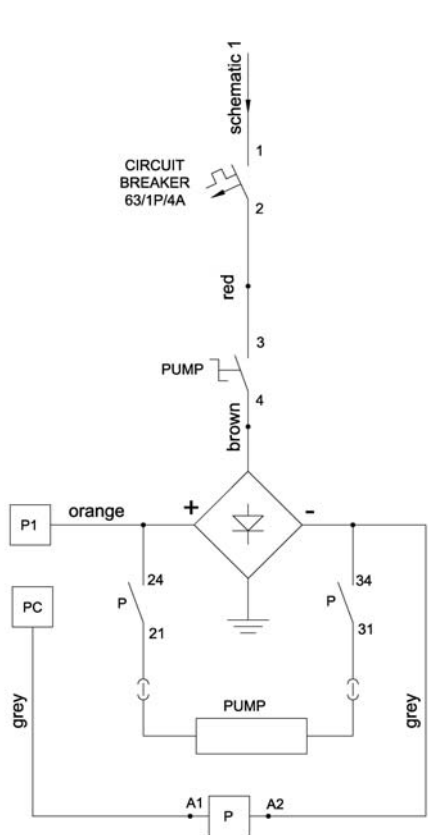 schematic 1
1
CIRCUIT
BREAKER
63/1P/4A
2
red
3
PUMP
4
brown
+
-
P1
orange
24
34
P
P
PC
21
31
grey
PUMP
grey
A1
P
A2